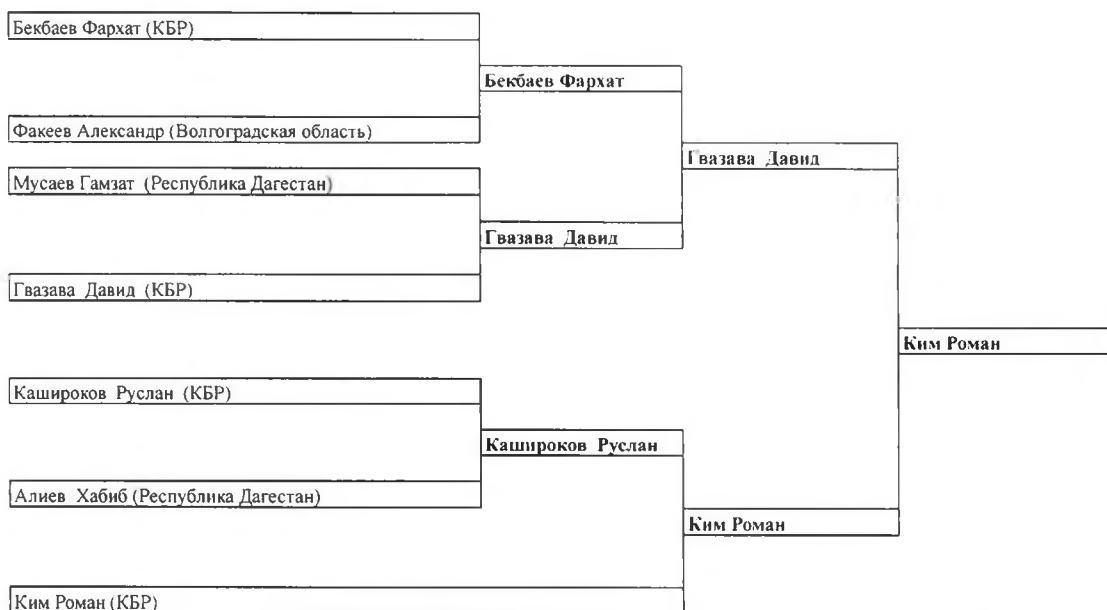 Бекбаев Фархат (КБР)
Бекбаев Фархат
Факеев Александр (Волгоградская область)
Гвазава Давид
Мусаев Гамзат (Республика Дагестан)
Гвазава Давид
Гвазава Давид (КБР)
Ким Роман
Кашироков Руслан (КБР)
Кашироков Руслан
Алиев Хабиб (Республика Дагестан)
Ким Роман
Ким Роман (КБР)